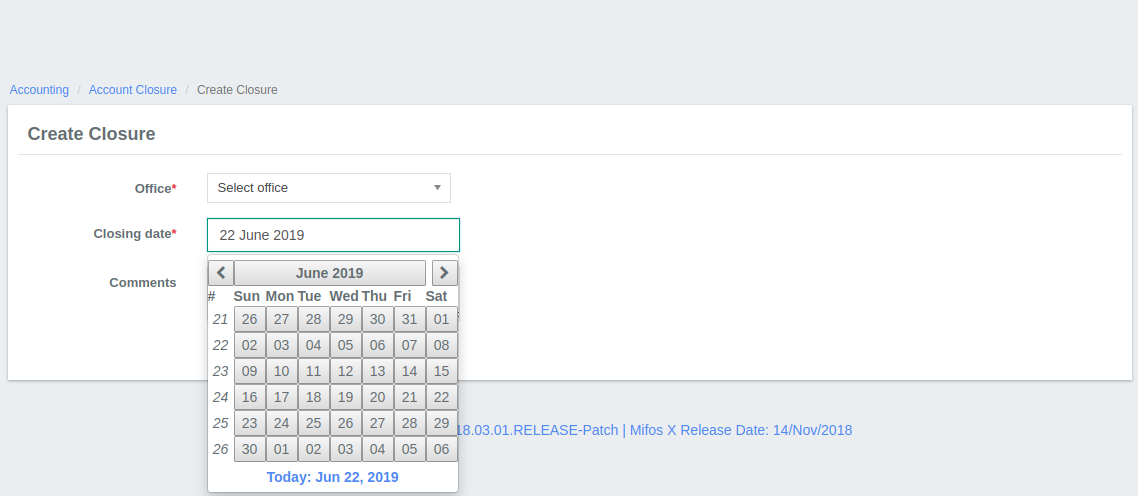 Accounting / Account Closure / Create Closure
Create Closure
Office*
Select office
Closing date*
22 June 2019
Comments
June 2019
# Sun Mon Tue Wed Thu Fri Sat
21 26 27 28 29 30 31 01
22 02 03 04 05 06 07 08
23 09 10 11 12 13 14 15
24 16 17 18 19 20 21 22
25 23 24 25 26 27 28 29
26 30 01 02 03 04 05 06
Today: Jun 22, 2019
18.03.01.RELEASE-Patch | Mifos X Release Date: 14/Nov/2018